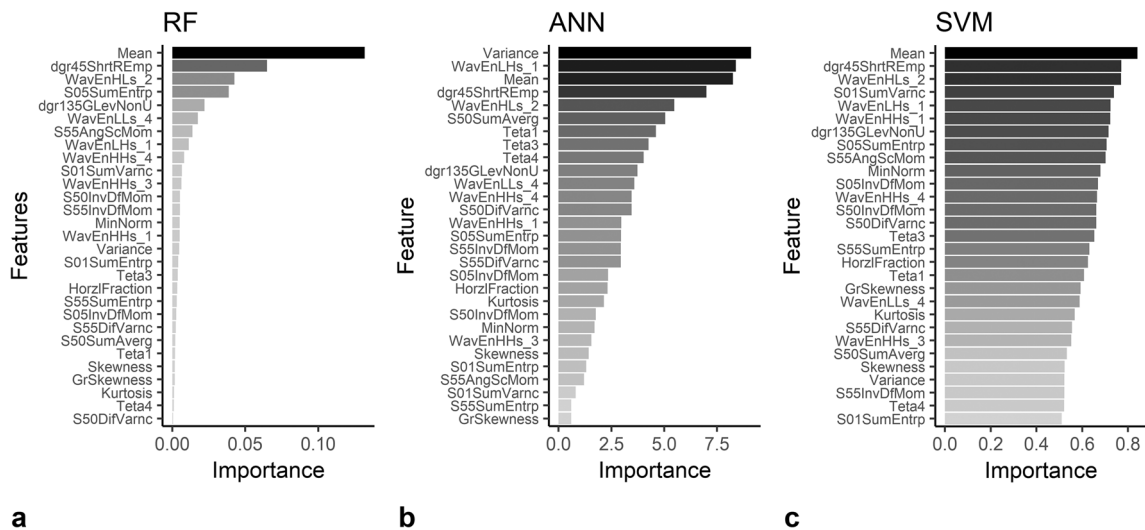 RF
Features
Mean
dgr45ShrtREmp
WavEnHLs_2
S05SumEntrp
dgr135GLevNonU
WavEnLLs_4
S55AngScMom
WavEnLHs_1
WavEnHHs_4
S01SumVarnc
WavEnHHs_3
S50InvDfMom
S55InvDfMom
MinNorm
WavEnHHs_1
Variance
S01SumEntrp
Teta3
HorzlFraction
S55SumEntrp
S05InvDfMom
S55DifVarnc
S50SumAverg
Teta1
Skewness
GrSkewness
Kurtosis
Teta4
S50DifVarnc
0.00 0.05 0.10
Importance
a
ANN
Feature
Variance
WavEnLHs_1
Mean
dgr45ShrtREmp
WavEnHLs_2
S50SumAverg
Teta1
Teta3
Teta4
dgr135GLevNonU
WavEnLLs_4
WavEnHHs_4
S50DifVarnc
WavEnHHs_1
S05SumEntrp
S55InvDfMom
S55DifVarnc
S05InvDfMom
HorzlFraction
Kurtosis
S50InvDfMom
MinNorm
WavEnHHs_3
Skewness
S01SumEntrp
S55AngScMom
S01SumVarnc
S55SumEntrp
GrSkewness
0.0 2.5 5.0 7.5
Importance
b
SVM
Feature
Mean
dgr45ShrtREmp
WavEnHLs_2
S01SumVarnc
WavEnLHs_1
WavEnHHs_1
dgr135GLevNonU
S05SumEntrp
S55AngScMom
MinNorm
S05InvDfMom
WavEnHHs_4
S50InvDfMom
S50DifVarnc
Teta3
S55SumEntrp
HorzlFraction
Teta1
GrSkewness
WavEnLLs_4
Kurtosis
S55DifVarnc
WavEnHHs_3
S50SumAverg
Skewness
Variance
S55InvDfMom
Teta4
S01SumEntrp
0.0 0.2 0.4 0.6 0.8
Importance
c